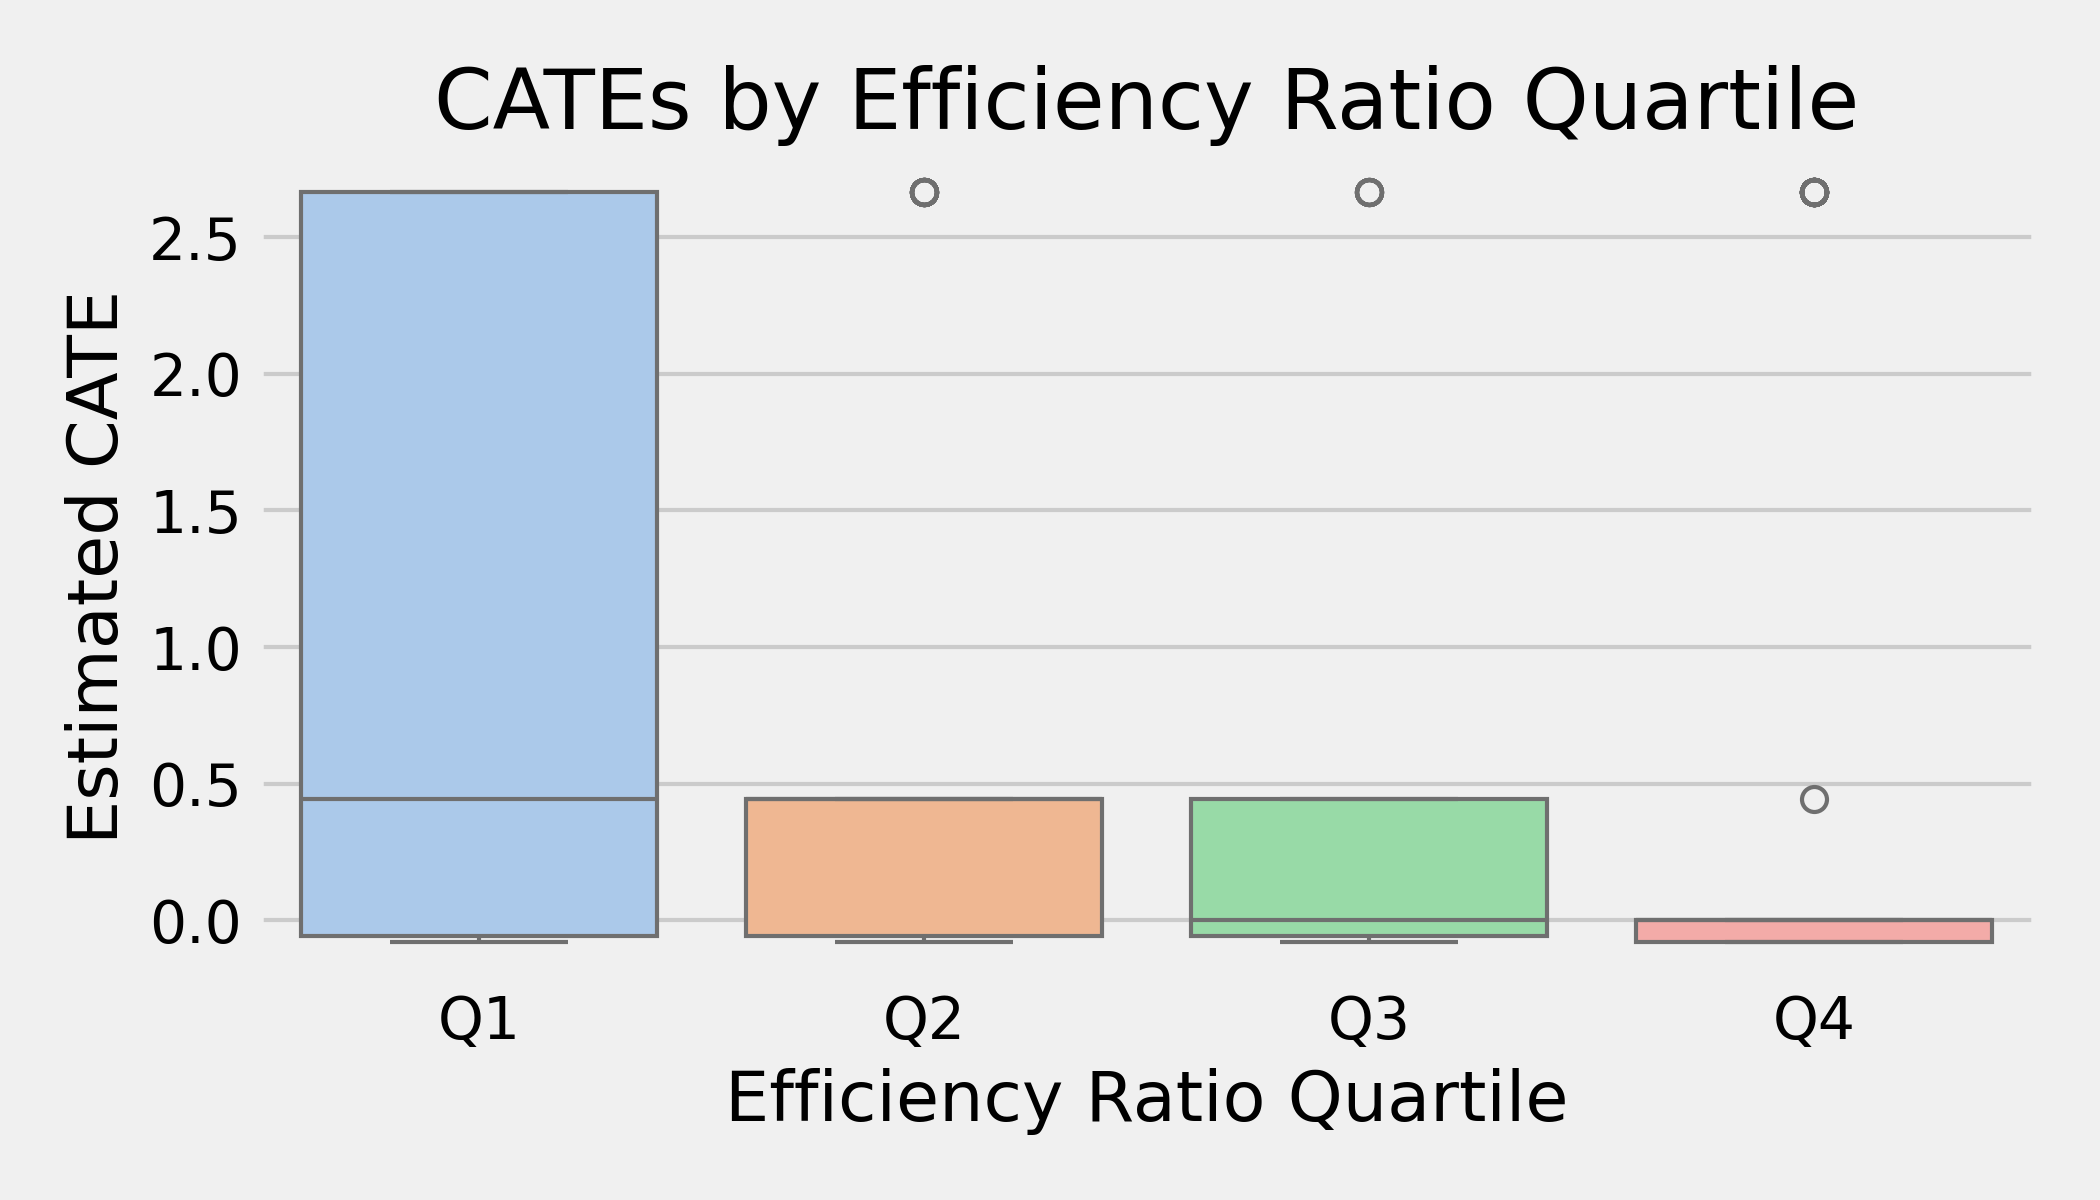 CATEs by Efficiency Ratio Quartile
Estimated CATE
2.5
2.0
1.5
1.0
0.5
0.0
Q1 Q2 Q3 Q4
Efficiency Ratio Quartile